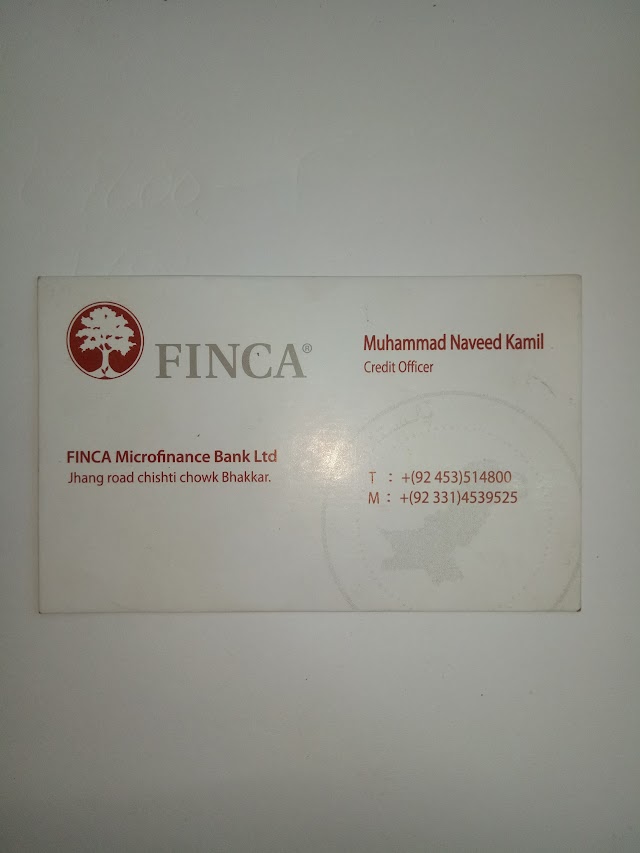 FINCA®
Muhammad Naveed Kamil
Credit Officer
FINCA Microfinance Bank Ltd
Jhang road chishti chowk Bhakkar.
T : +(92 453)514800
M : +(92 331)4539525